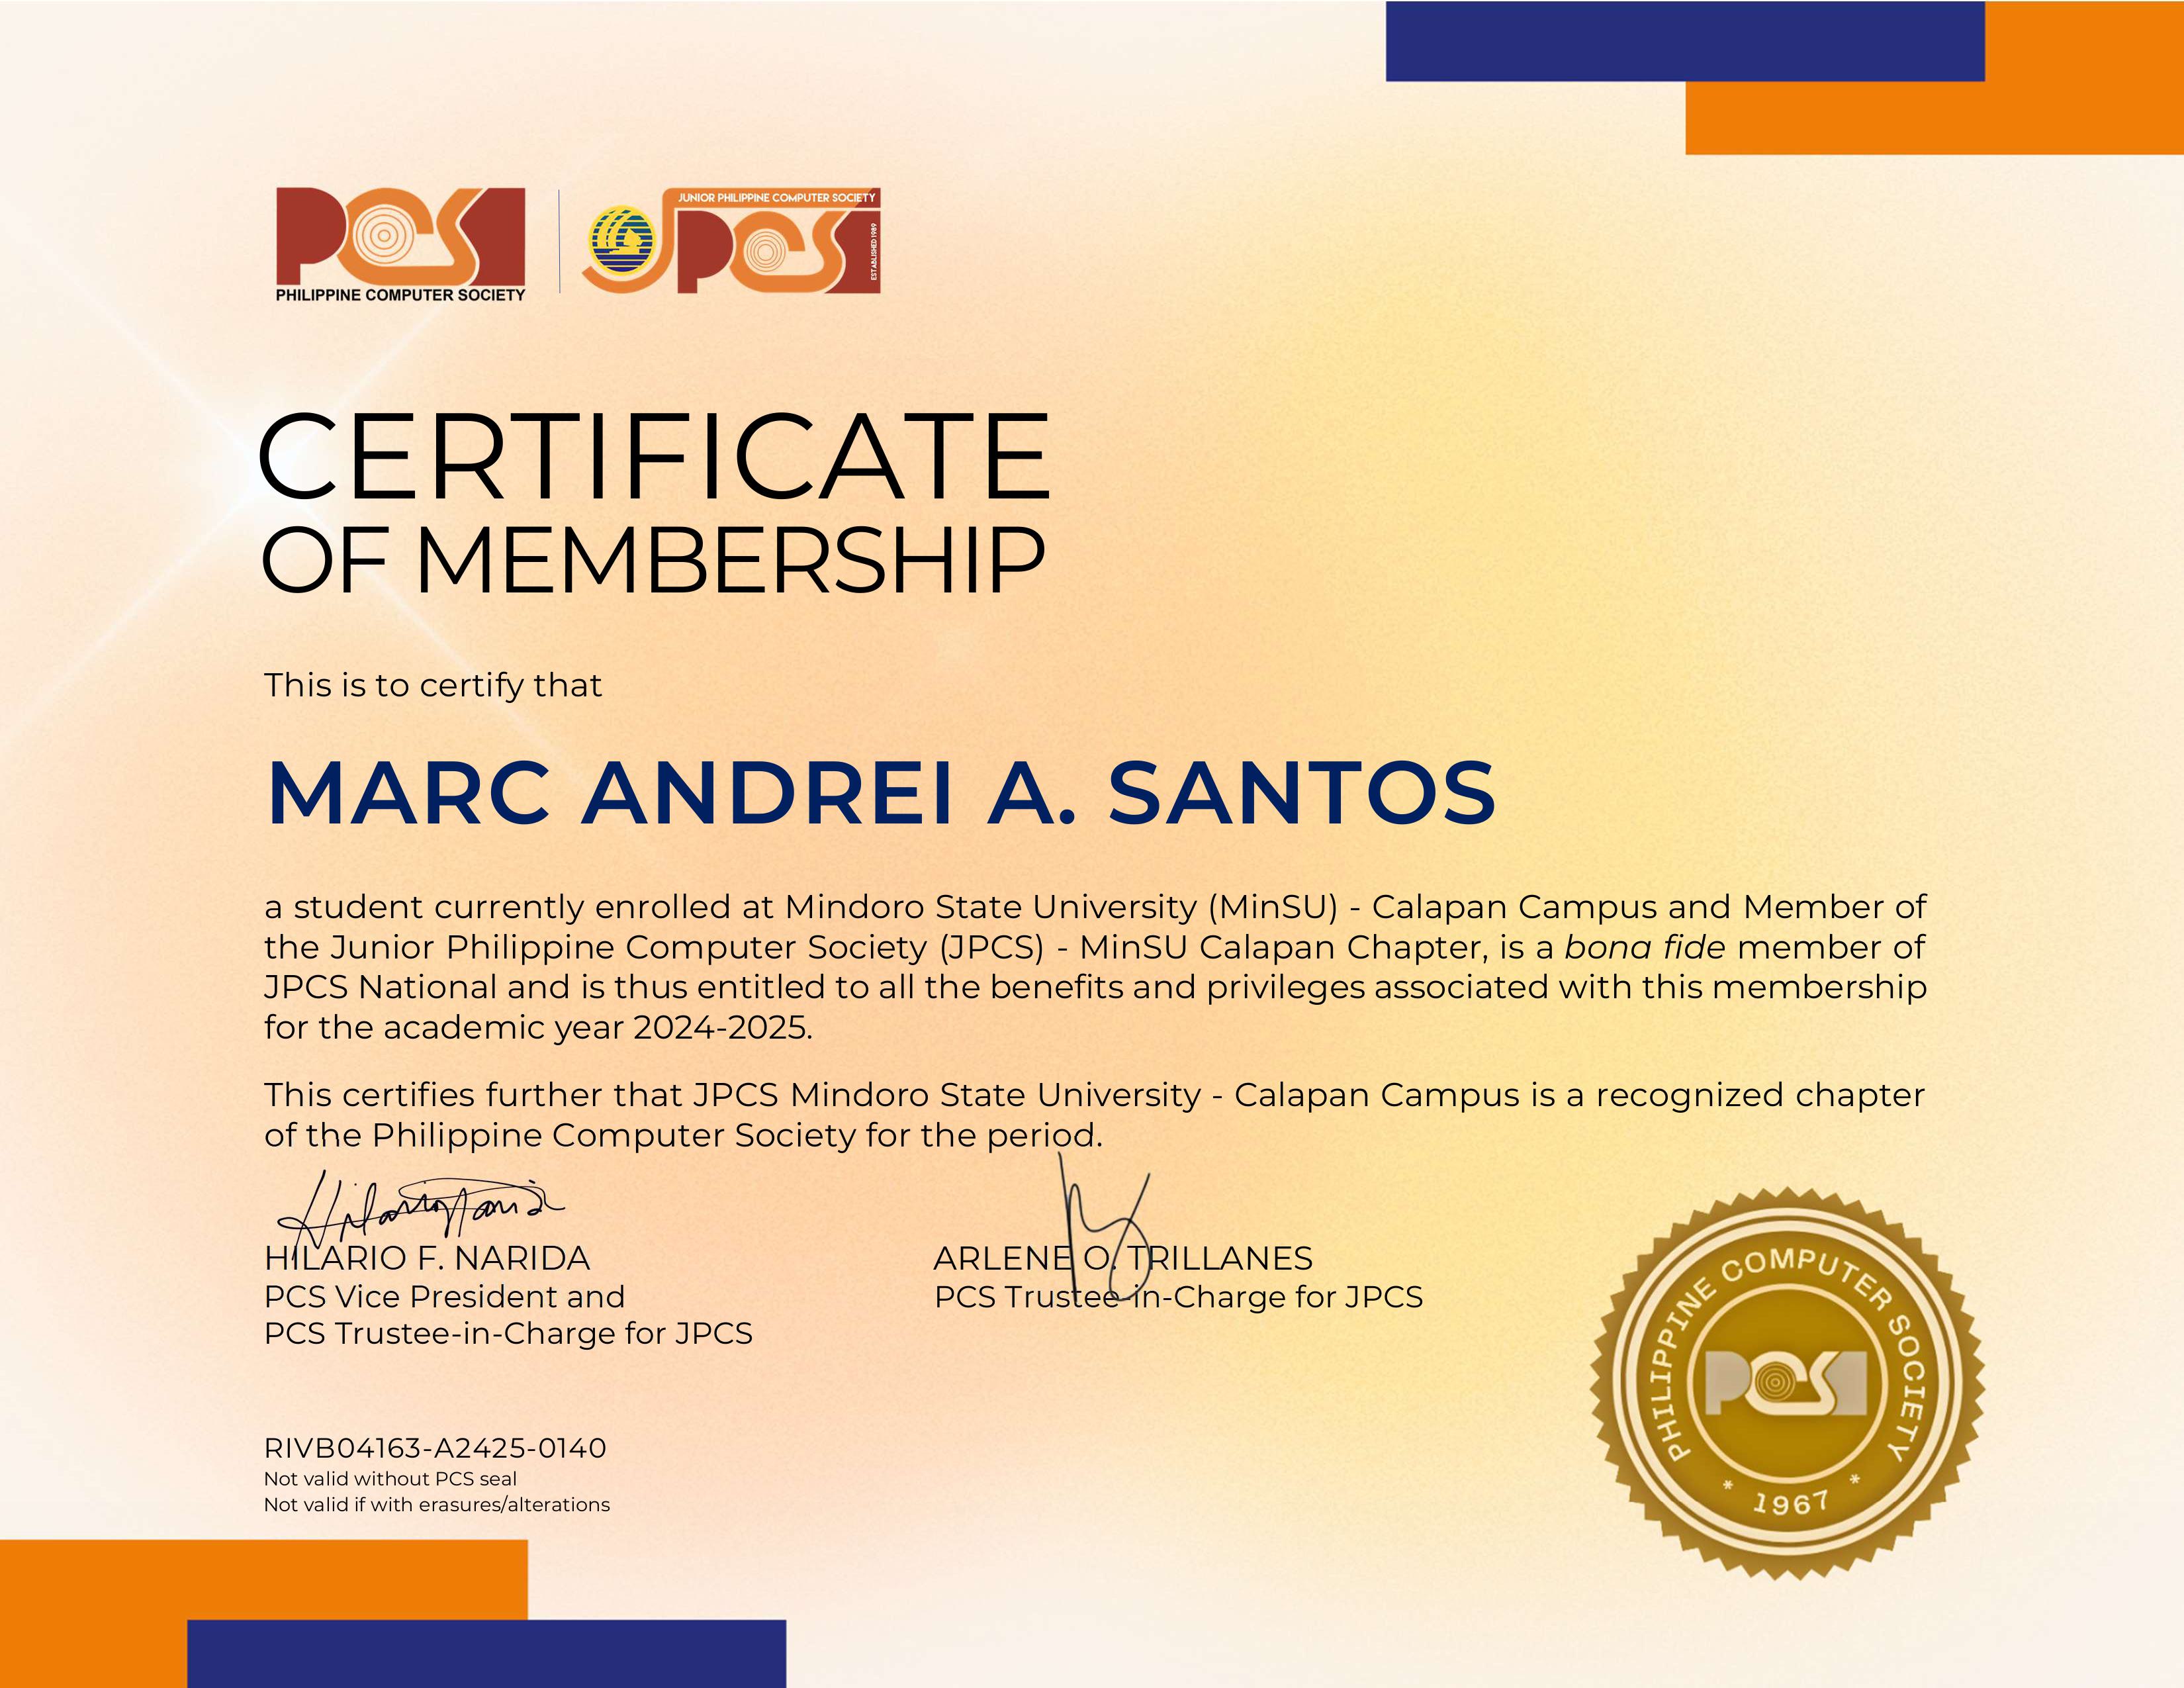 PCS
PHILIPPINE COMPUTER SOCIETY
JUNIOR PHILIPPINE COMPUTER SOCIETY
JPCS
ESTABLISHED 1989
CERTIFICATE
OF MEMBERSHIP
This is to certify that
MARC ANDREI A. SANTOS
a student currently enrolled at Mindoro State University (MinSU) - Calapan Campus and Member of
the Junior Philippine Computer Society (JPCS) - MinSU Calapan Chapter, is a bona fide member of
JPCS National and is thus entitled to all the benefits and privileges associated with this membership
for the academic year 2024-2025.
This certifies further that JPCS Mindoro State University - Calapan Campus is a recognized chapter
of the Philippine Computer Society for the period.
HILARIO F. NARIDA
PCS Vice President and
PCS Trustee-in-Charge for JPCS
ARLENE O. TRILLANES
PCS Trustee-in-Charge for JPCS
PHILIPPINE COMPUTER SOCIETY
PCS
* 1967 *
RIVB04163-A2425-0140
Not valid without PCS seal
Not valid if with erasures/alterations